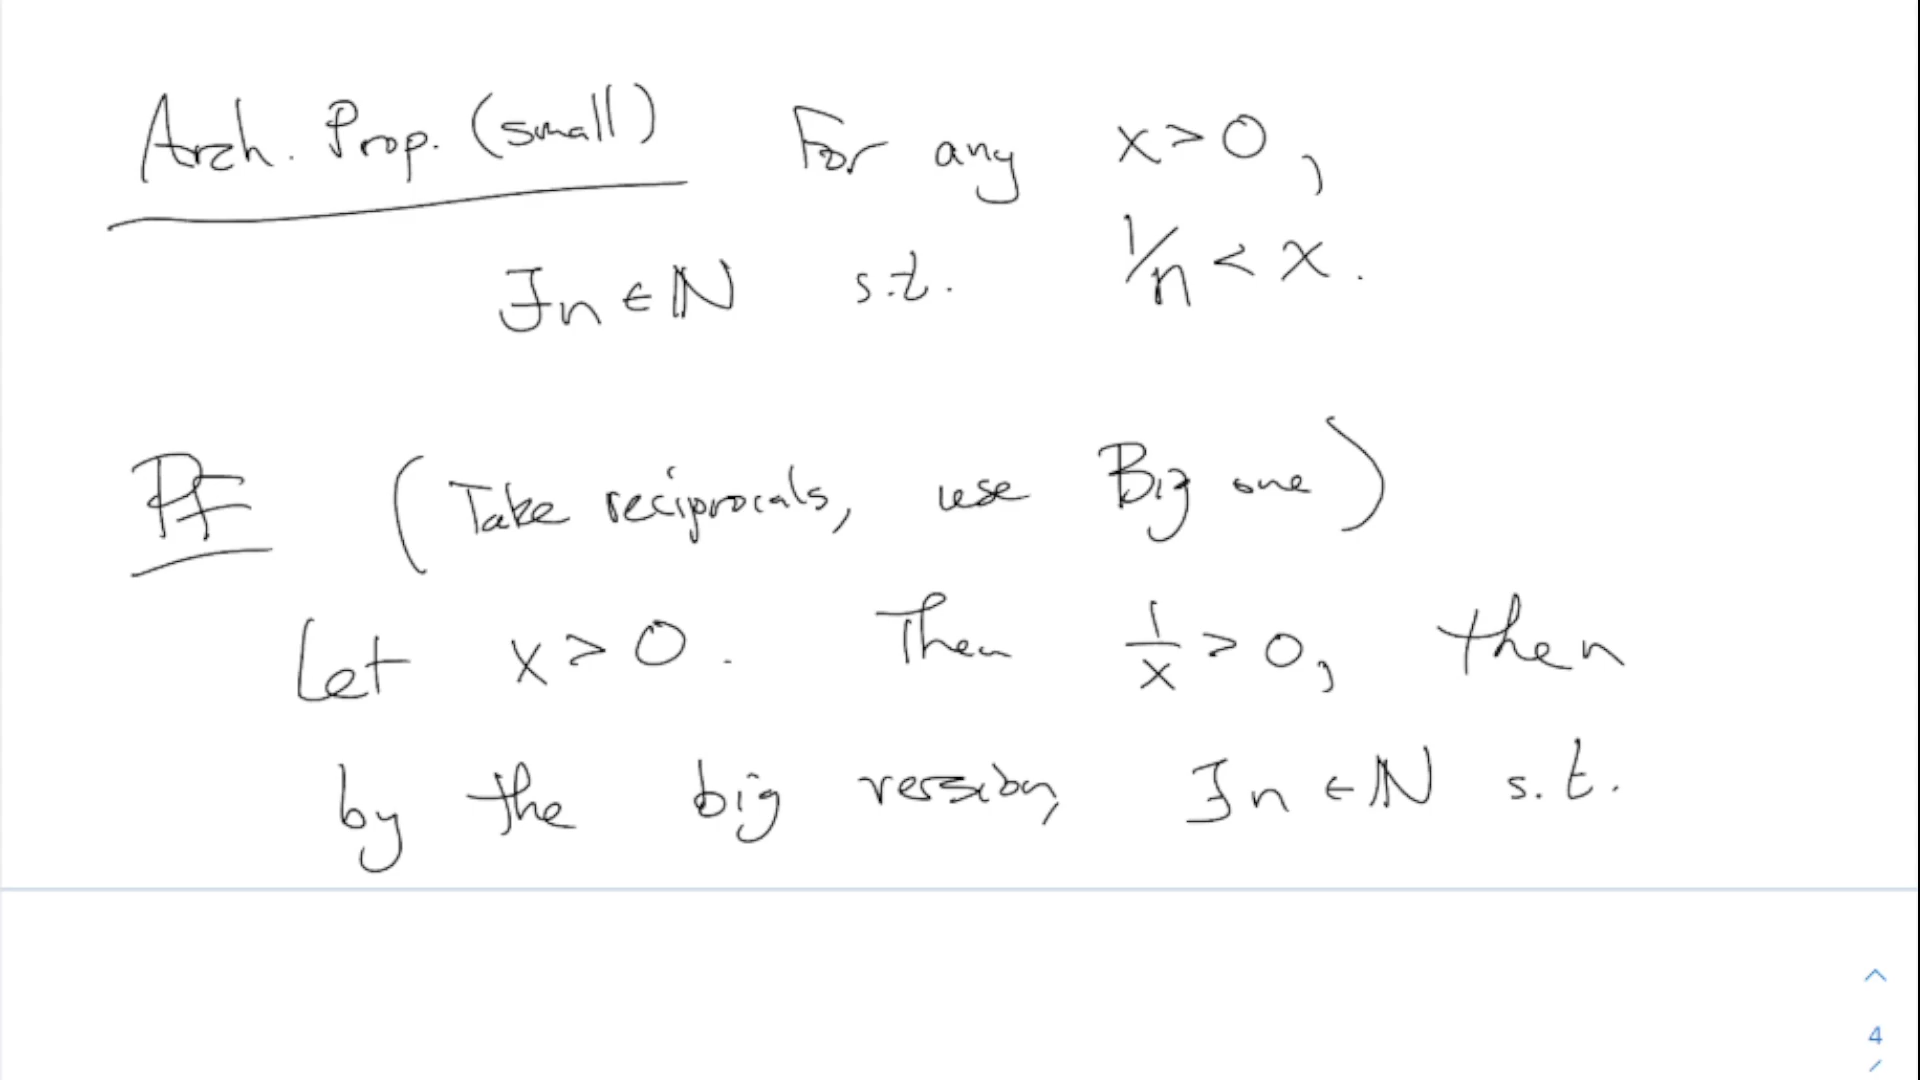 Arch. Prop. (small) For any x > 0,
∃n ∈ ℕ s.t. 1/n < x.
Pf (Take reciprocals, use Big one)
Let x > 0. Then 1/x > 0, then
by the big version, ∃n ∈ ℕ s.t.
4